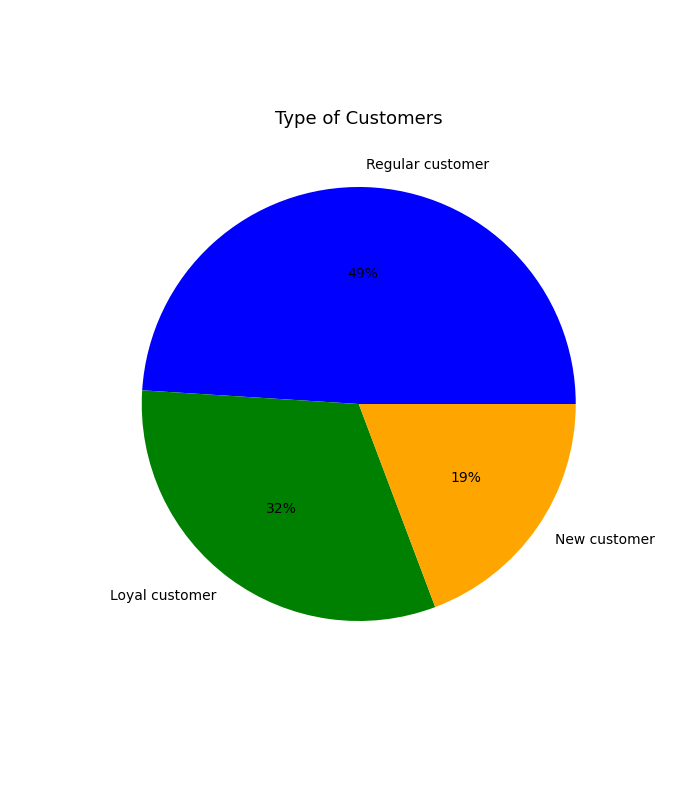 Type of Customers
Regular customer
49%
32%
19%
New customer
Loyal customer